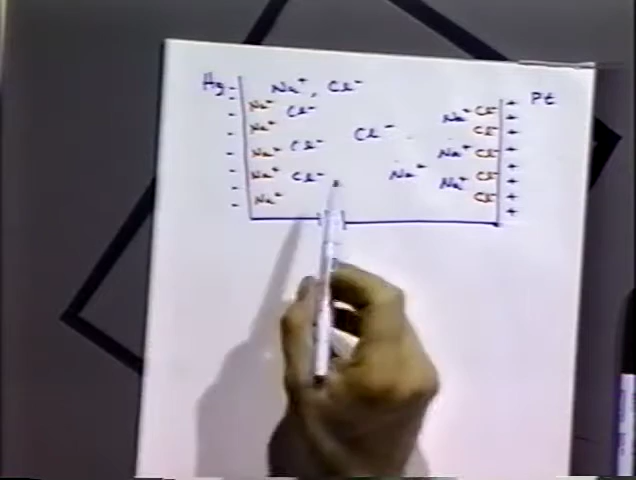 Hg - Na⁺, Cl⁻ Pt
- Na⁺ Cl⁻ Na⁺ Cl⁻ +
- Na⁺ Cl⁻ Cl⁻ +
- Na⁺ Cl⁻ Na⁺ Cl⁻ +
- Na⁺ Cl⁻ Na⁺ Na⁺ Cl⁻ +
- Na⁺ Cl⁻ +